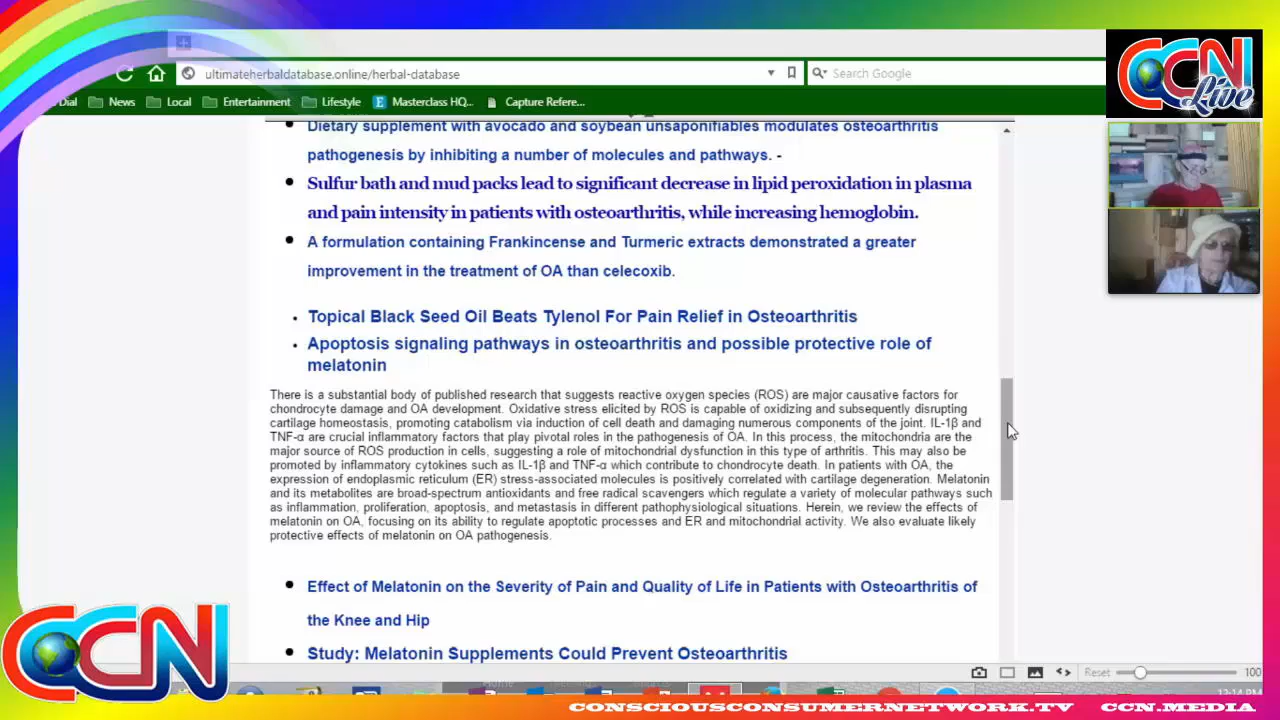 CCN
Live
ultimateherbaldatabase.online/herbal-database
Search Google
Dial News Local Entertainment Lifestyle Masterclass HQ... Capture Refere...
Dietary supplement with avocado and soybean unsaponifiables modulates osteoarthritis
pathogenesis by inhibiting a number of molecules and pathways. -
Sulfur bath and mud packs lead to significant decrease in lipid peroxidation in plasma
and pain intensity in patients with osteoarthritis, while increasing hemoglobin.
A formulation containing Frankincense and Turmeric extracts demonstrated a greater
improvement in the treatment of OA than celecoxib.
Topical Black Seed Oil Beats Tylenol For Pain Relief in Osteoarthritis
Apoptosis signaling pathways in osteoarthritis and possible protective role of
melatonin
There is a substantial body of published research that suggests reactive oxygen species (ROS) are major causative factors for
chondrocyte damage and OA development. Oxidative stress elicited by ROS is capable of oxidizing and subsequently disrupting
cartilage homeostasis, promoting catabolism via induction of cell death and damaging numerous components of the joint. IL-1β and
TNF-α are crucial inflammatory factors that play pivotal roles in the pathogenesis of OA. In this process, the mitochondria are the
major source of ROS production in cells, suggesting a role of mitochondrial dysfunction in this type of arthritis. This may also be
promoted by inflammatory cytokines such as IL-1β and TNF-α which contribute to chondrocyte death. In patients with OA, the
expression of endoplasmic reticulum (ER) stress-associated molecules is positively correlated with cartilage degeneration. Melatonin
and its metabolites are broad-spectrum antioxidants and free radical scavengers which regulate a variety of molecular pathways such
as inflammation, proliferation, apoptosis, and metastasis in different pathophysiological situations. Herein, we review the effects of
melatonin on OA, focusing on its ability to regulate apoptotic processes and ER and mitochondrial activity. We also evaluate likely
protective effects of melatonin on OA pathogenesis.
Effect of Melatonin on the Severity of Pain and Quality of Life in Patients with Osteoarthritis of
the Knee and Hip
Study: Melatonin Supplements Could Prevent Osteoarthritis
Reset 100
CCN
12:14 PM
CONSCIOUSCONSUMERNETWORK.TV CCN.MEDIA